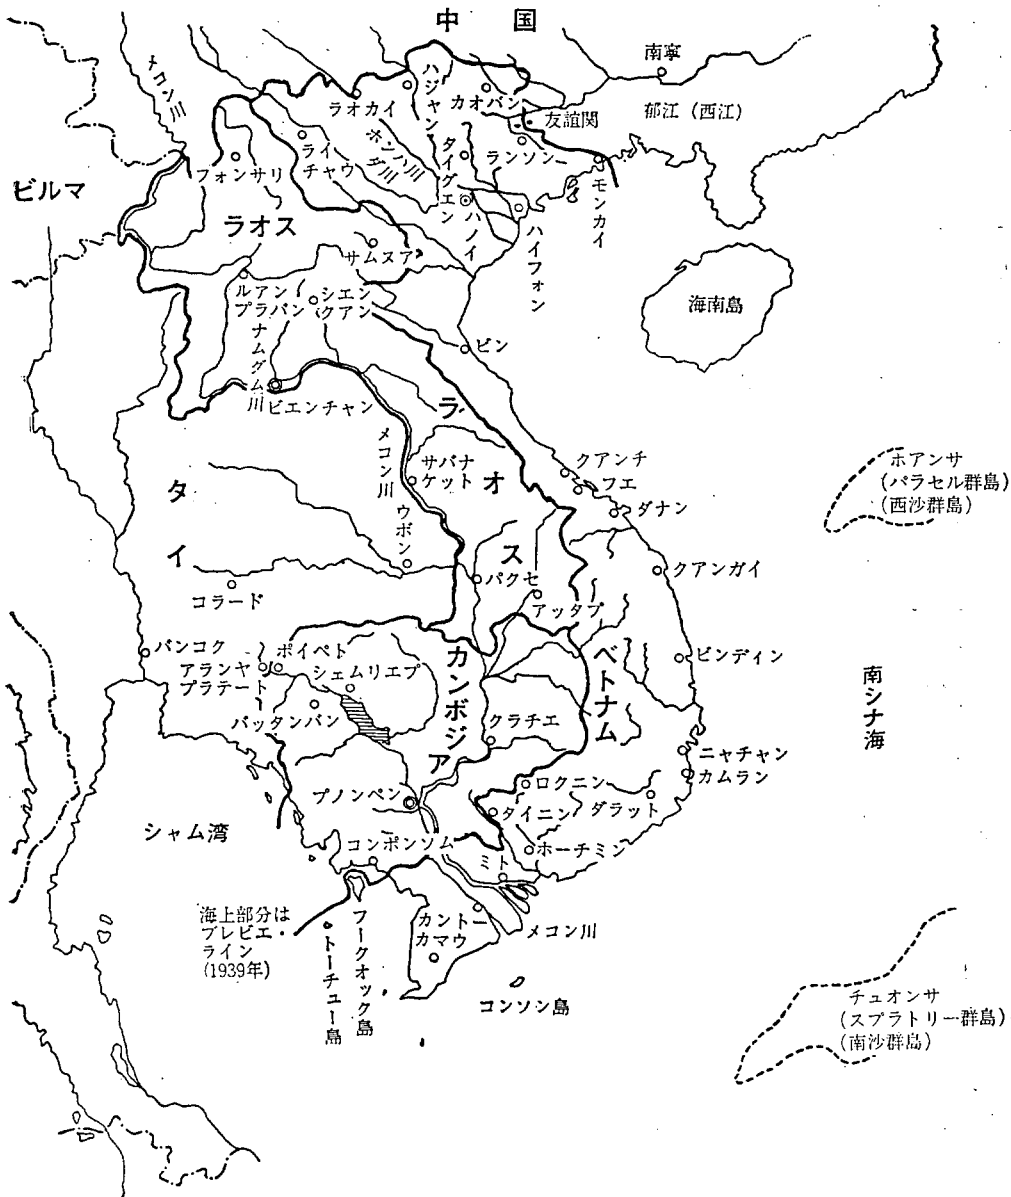 中国
南寧
メコン川
ハジャン
ラオカイ
カオバン
友誼関
郁江（西江）
ライ
チャウ
ホンハ川
タイグエン
ランソン
フォンサリ
モンカイ
ビルマ
ハノイ
ハイフォン
ラオス
サムヌア
海南島
ルアン
プラバン
シエン
クアン
ナムグム川
ビン
ビエンチャン
ラオス
メコン川
サバナ
ケット
クアンチ
フエ
ダナン
ホアンサ
(パラセル群島)
(西沙群島)
タイ
ウボン
クアンガイ
コラード
パクセ
アッタプ
バンコク
アランヤ
プラテート
ポイペト
シェムリエプ
カンボジア
ベトナム
ビンディン
南シナ海
バッタンバン
クラチエ
ニャチャン
カムラン
プノンペン
ロクニン
タイニン
ダラット
シャム湾
コンポンソム
ホーチミン
ミト
海上部分は
ブレビエ・
ライン
(1939年)
フークオック島
トーチュー島
カントー
カマウ
メコン川
コンソン島
チュオンサ
(スプラトリー群島)
(南沙群島)